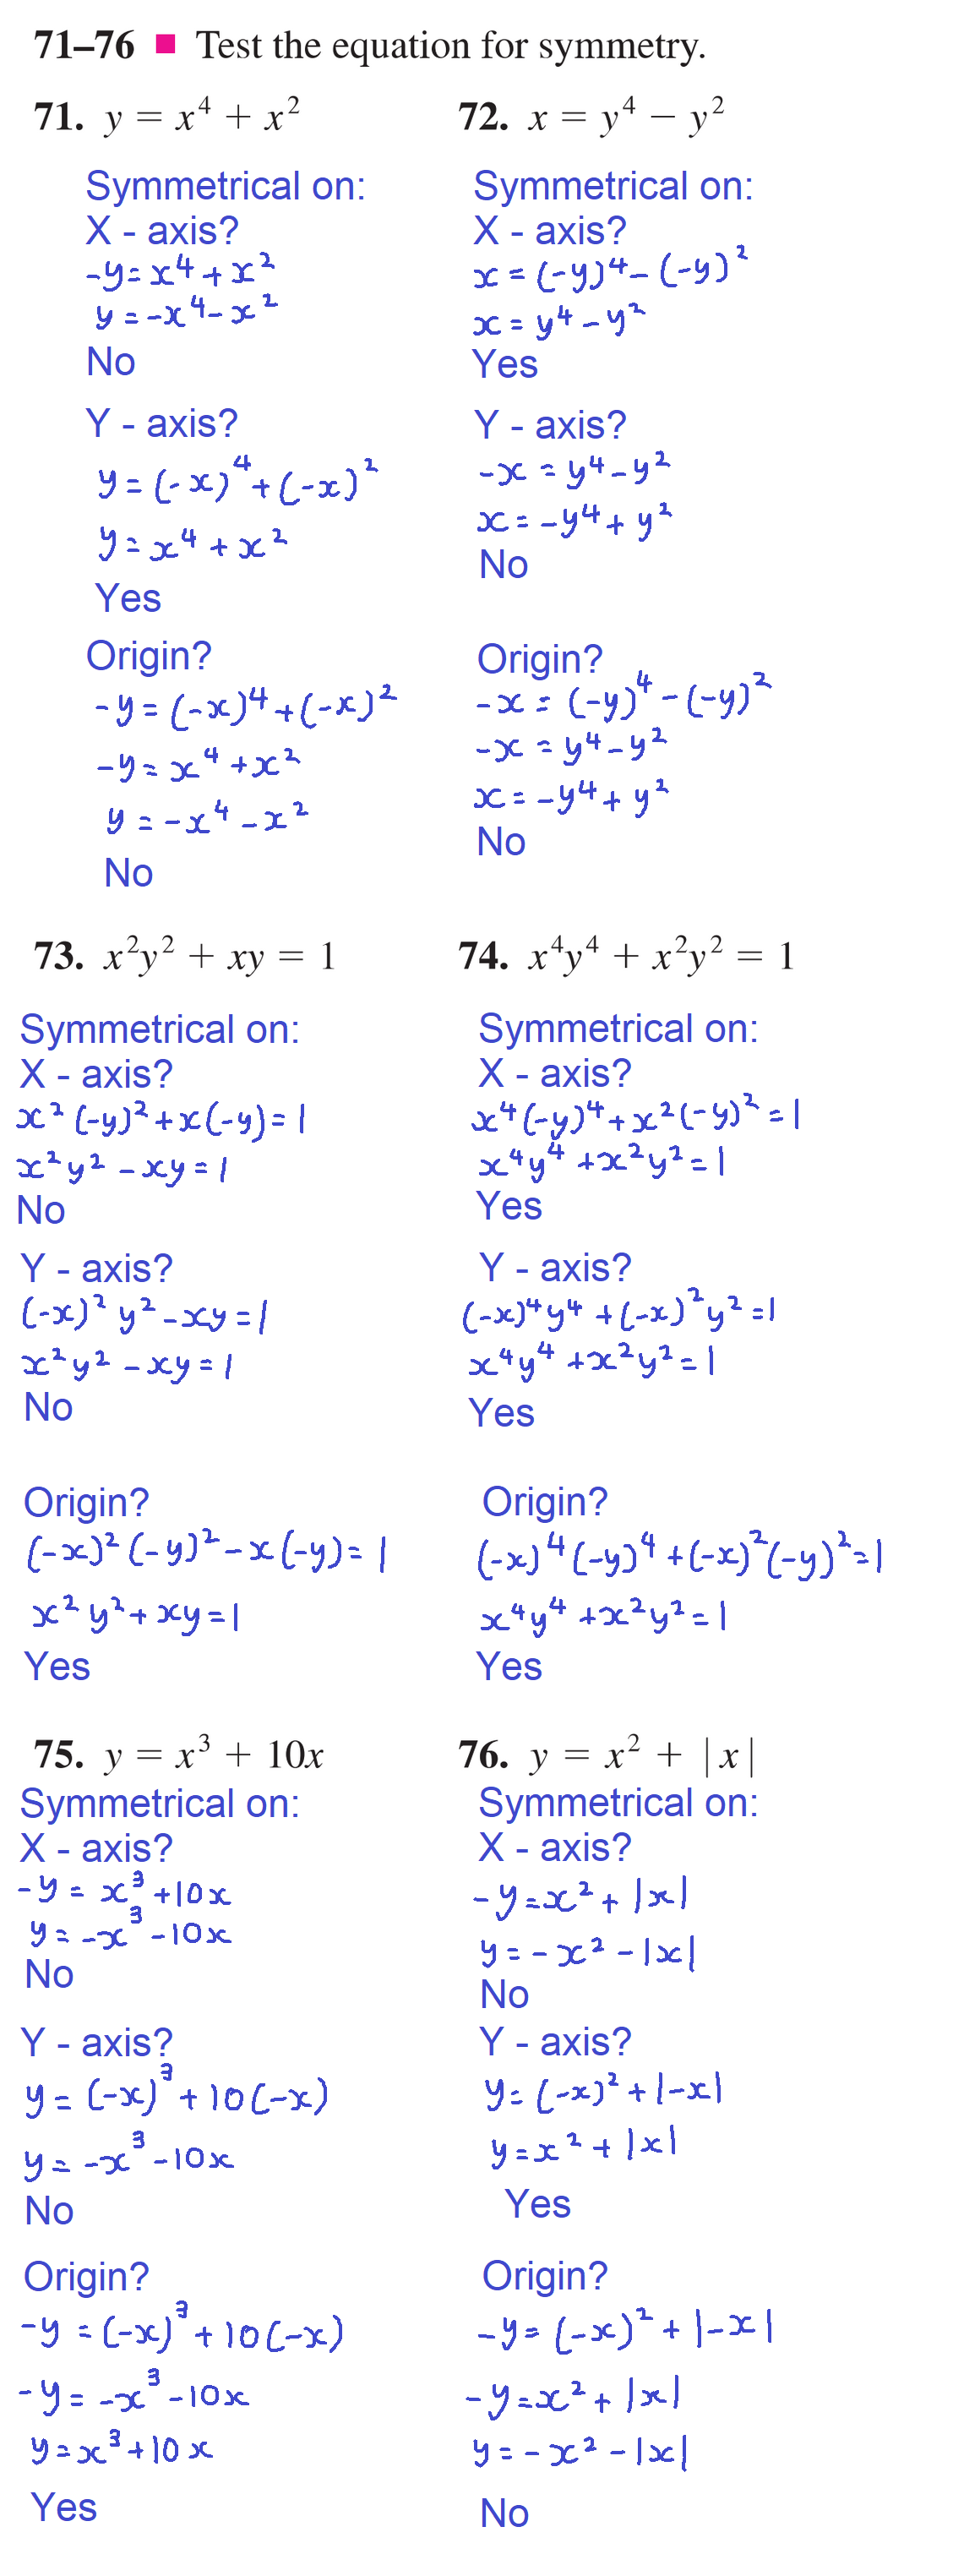 71–76 ■ Test the equation for symmetry.
71. y = x⁴ + x²
Symmetrical on:
X - axis?
-y = x⁴ + x²
y = -x⁴ - x²
No
Y - axis?
y = (-x)⁴ + (-x)²
y = x⁴ + x²
Yes
Origin?
-y = (-x)⁴ + (-x)²
-y = x⁴ + x²
y = -x⁴ - x²
No
72. x = y⁴ − y²
Symmetrical on:
X - axis?
x = (-y)⁴ - (-y)²
x = y⁴ - y²
Yes
Y - axis?
-x = y⁴ - y²
x = -y⁴ + y²
No
Origin?
-x = (-y)⁴ - (-y)²
-x = y⁴ - y²
x = -y⁴ + y²
No
73. x²y² + xy = 1
Symmetrical on:
X - axis?
x² (-y)² + x(-y) = 1
x² y² - xy = 1
No
Y - axis?
(-x)² y² - xy = 1
x² y² - xy = 1
No
Origin?
(-x)² (-y)² - x(-y) = 1
x² y² + xy = 1
Yes
74. x⁴y⁴ + x²y² = 1
Symmetrical on:
X - axis?
x⁴(-y)⁴ + x²(-y)² = 1
x⁴y⁴ + x²y² = 1
Yes
Y - axis?
(-x)⁴y⁴ + (-x)²y² = 1
x⁴y⁴ + x²y² = 1
Yes
Origin?
(-x)⁴(-y)⁴ + (-x)²(-y)² = 1
x⁴y⁴ + x²y² = 1
Yes
75. y = x³ + 10x
Symmetrical on:
X - axis?
-y = x³ + 10x
y = -x³ - 10x
No
Y - axis?
y = (-x)³ + 10(-x)
y = -x³ - 10x
No
Origin?
-y = (-x)³ + 10(-x)
-y = -x³ - 10x
y = x³ + 10x
Yes
76. y = x² + |x|
Symmetrical on:
X - axis?
-y = x² + |x|
y = -x² - |x|
No
Y - axis?
y = (-x)² + |-x|
y = x² + |x|
Yes
Origin?
-y = (-x)² + |-x|
-y = x² + |x|
y = -x² - |x|
No